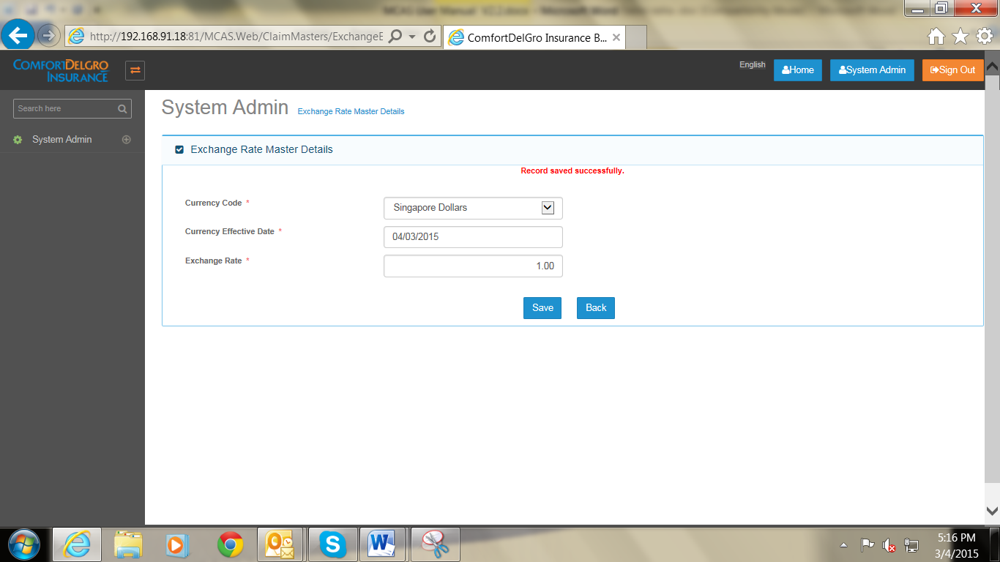 MCAS User Manual V2.2.docx - Microsoft Word
http://192.168.91.18:81/MCAS.Web/ClaimMasters/ExchangeE
ComfortDelGro Insurance B...
COMFORTDELGRO
INSURANCE
English
Home
System Admin
Sign Out
Search here
System Admin
System Admin
Exchange Rate Master Details
Exchange Rate Master Details
Record saved successfully.
Currency Code *
Singapore Dollars
Currency Effective Date *
04/03/2015
Exchange Rate *
1.00
Save
Back
5:16 PM
3/4/2015